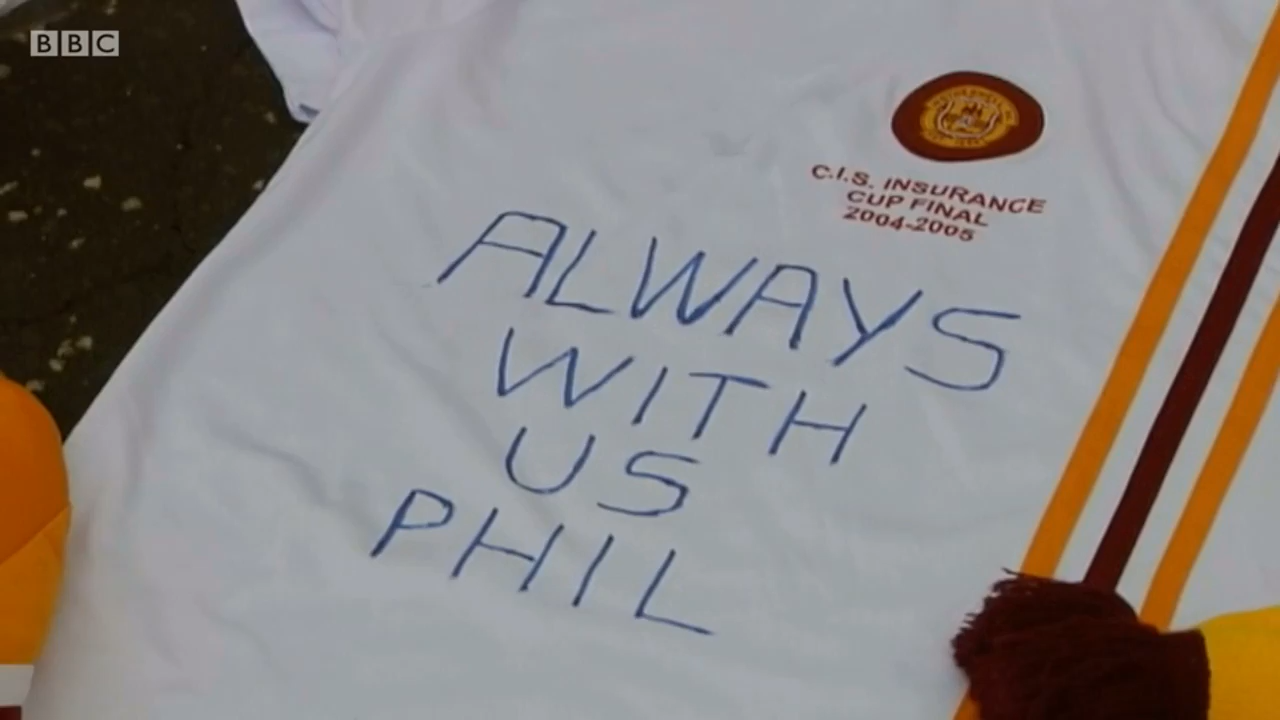 BBC
C.I.S. INSURANCE
CUP FINAL
2004-2005
ALWAYS
WITH
US
PHIL